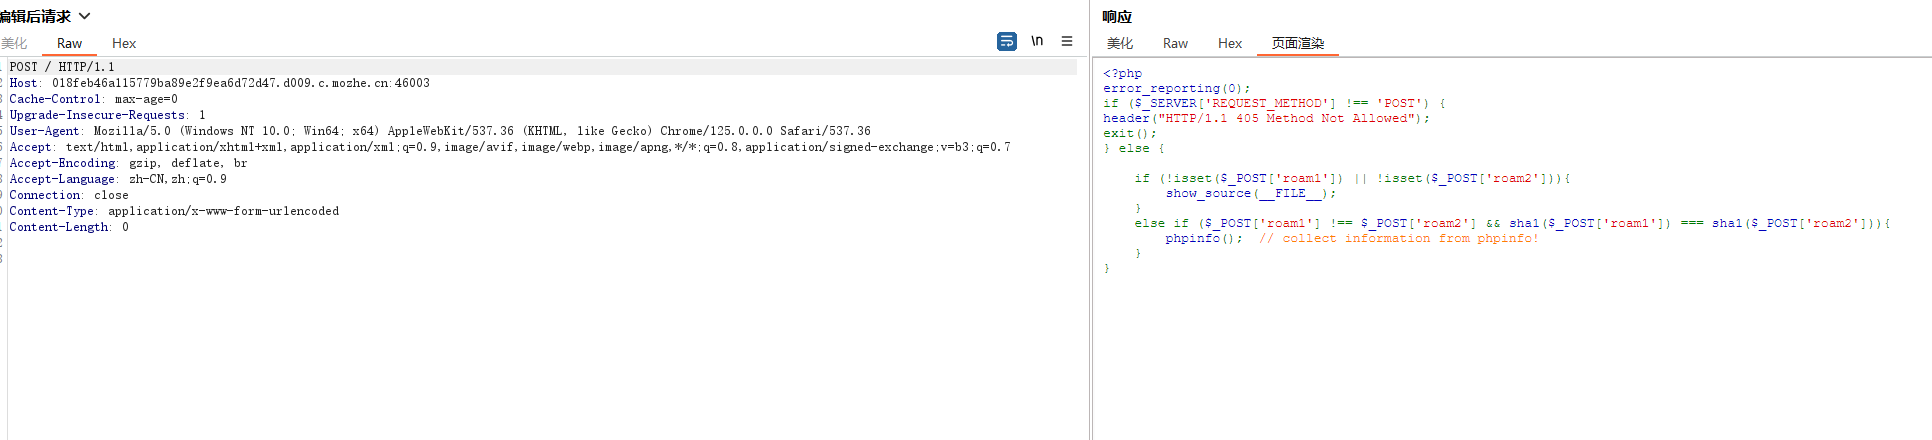 编辑后请求
美化 Raw Hex \n
POST / HTTP/1.1
Host: 018feb46a115779ba89e2f9ea6d72d47.d009.c.mozhe.cn:46003
Cache-Control: max-age=0
Upgrade-Insecure-Requests: 1
User-Agent: Mozilla/5.0 (Windows NT 10.0; Win64; x64) AppleWebKit/537.36 (KHTML, like Gecko) Chrome/125.0.0.0 Safari/537.36
Accept: text/html,application/xhtml+xml,application/xml;q=0.9,image/avif,image/webp,image/apng,*/*;q=0.8,application/signed-exchange;v=b3;q=0.7
Accept-Encoding: gzip, deflate, br
Accept-Language: zh-CN,zh;q=0.9
Connection: close
Content-Type: application/x-www-form-urlencoded
Content-Length: 0
响应
美化 Raw Hex 页面渲染
<?php
error_reporting(0);
if ($_SERVER['REQUEST_METHOD'] !== 'POST') {
header("HTTP/1.1 405 Method Not Allowed");
exit();
} else {
    if (!isset($_POST['roam1']) || !isset($_POST['roam2'])){
        show_source(__FILE__);
    }
    else if ($_POST['roam1'] !== $_POST['roam2'] && sha1($_POST['roam1']) === sha1($_POST['roam2'])){
        phpinfo();  // collect information from phpinfo!
    }
}